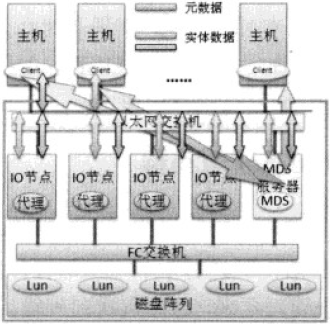 元数据
实体数据
主机 主机 主机
Client Client Client
......
太网交换机
IO节点 IO节点 IO节点 IO节点 MDS
服务器
代理 代理 代理 代理 MDS
FC交换机
Lun Lun Lun Lun Lun
磁盘阵列